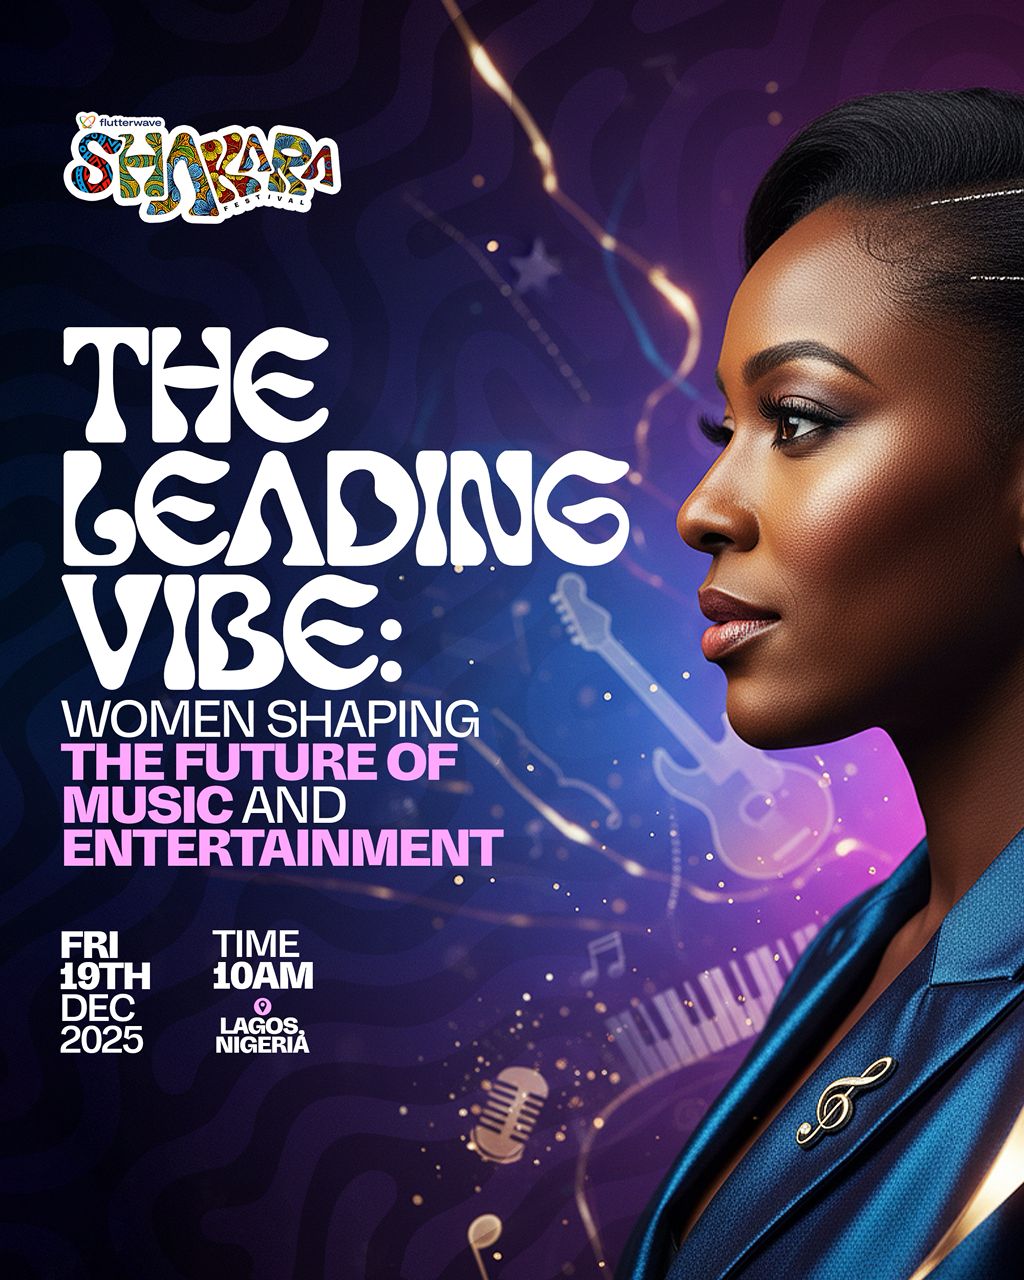 flutterwave
SHAKARA
FESTIVAL
THE
LEADING
VIBE:
WOMEN SHAPING
THE FUTURE OF
MUSIC AND
ENTERTAINMENT
FRI
19TH
DEC
2025
TIME
10AM
LAGOS,
NIGERIA